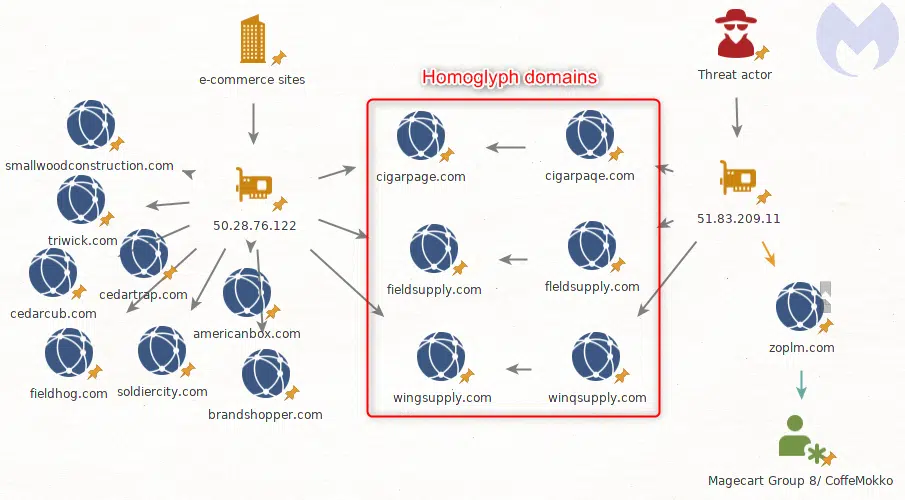 e-commerce sites
Threat actor
Homoglyph domains
smallwoodconstruction.com
cigarpage.com
cigarpaqe.com
50.28.76.122
51.83.209.11
triwick.com
cedartrap.com
fieldsupply.com
fleldsupply.com
cedarcub.com
americanbox.com
zoplm.com
fieldhog.com
soldiercity.com
wingsupply.com
winqsupply.com
brandshopper.com
Magecart Group 8/ CoffeMokko